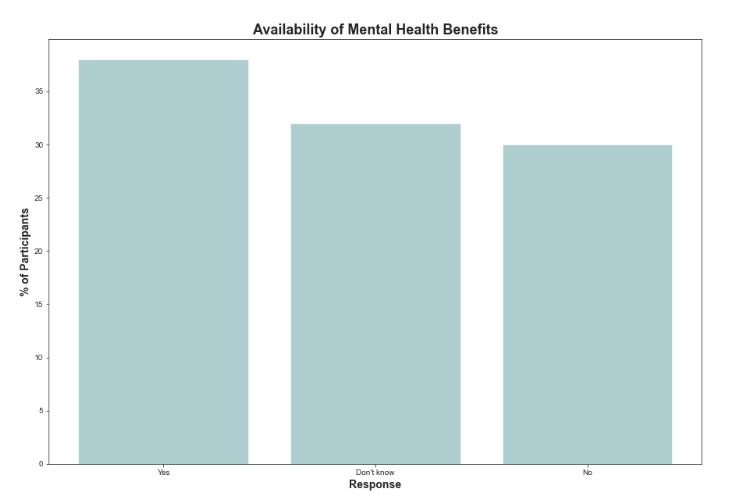 Availability of Mental Health Benefits
% of Participants
35
30
25
20
15
10
5
0
Yes
Don't know
No
Response